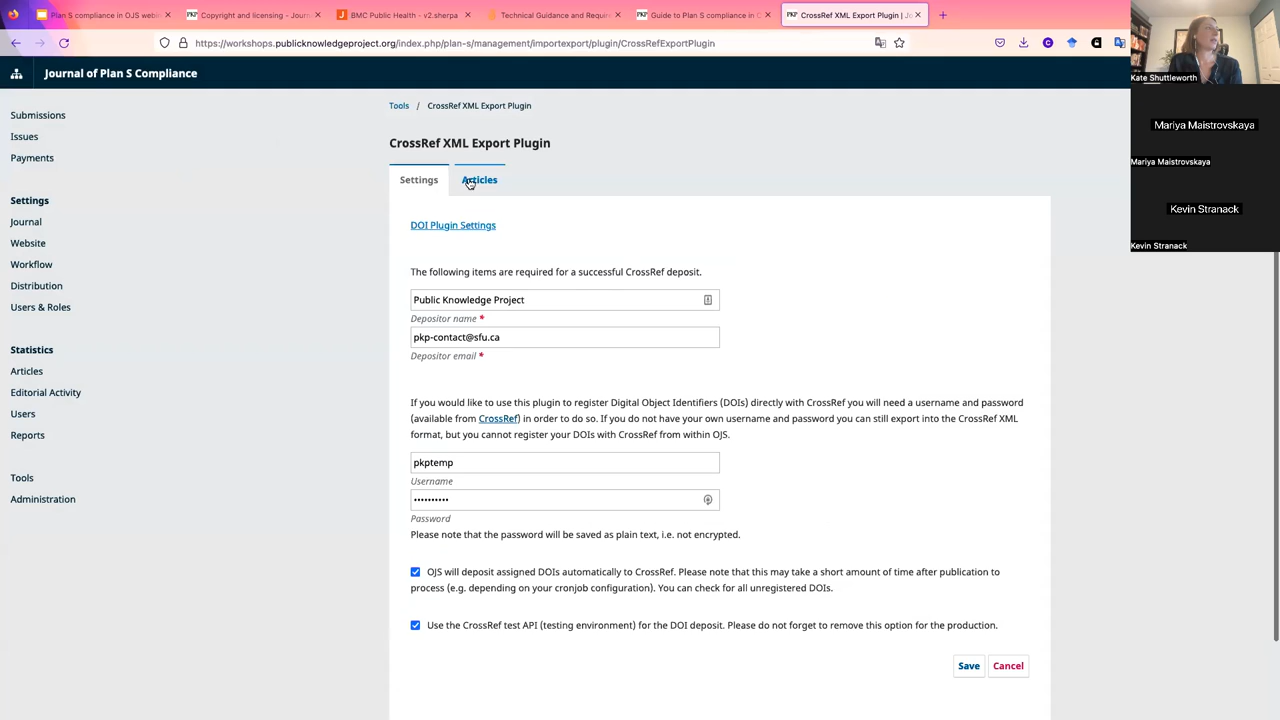 Plan S compliance in OJS web
Copyright and licensing - Journ
BMC Public Health - v2.sherpa
Technical Guidance and Require
Guide to Plan S compliance in O
CrossRef XML Export Plugin | Jo
https://workshops.publicknowledgeproject.org/index.php/plan-s/management/importexport/plugin/CrossRefExportPlugin
Kate Shuttleworth
Mariya Maistrovskaya
Mariya Maistrovskaya
Kevin Stranack
Kevin Stranack
Journal of Plan S Compliance
Submissions
Issues
Payments
Settings
Journal
Website
Workflow
Distribution
Users & Roles
Statistics
Articles
Editorial Activity
Users
Reports
Tools
Administration
Tools / CrossRef XML Export Plugin
CrossRef XML Export Plugin
Settings Articles
DOI Plugin Settings
The following items are required for a successful CrossRef deposit.
Public Knowledge Project
Depositor name *
pkp-contact@sfu.ca
Depositor email *
If you would like to use this plugin to register Digital Object Identifiers (DOIs) directly with CrossRef you will need a username and password
(available from CrossRef) in order to do so. If you do not have your own username and password you can still export into the CrossRef XML
format, but you cannot register your DOIs with CrossRef from within OJS.
pkptemp
Username
••••••••••
Password
Please note that the password will be saved as plain text, i.e. not encrypted.
OJS will deposit assigned DOIs automatically to CrossRef. Please note that this may take a short amount of time after publication to
process (e.g. depending on your cronjob configuration). You can check for all unregistered DOIs.
Use the CrossRef test API (testing environment) for the DOI deposit. Please do not forget to remove this option for the production.
Save Cancel